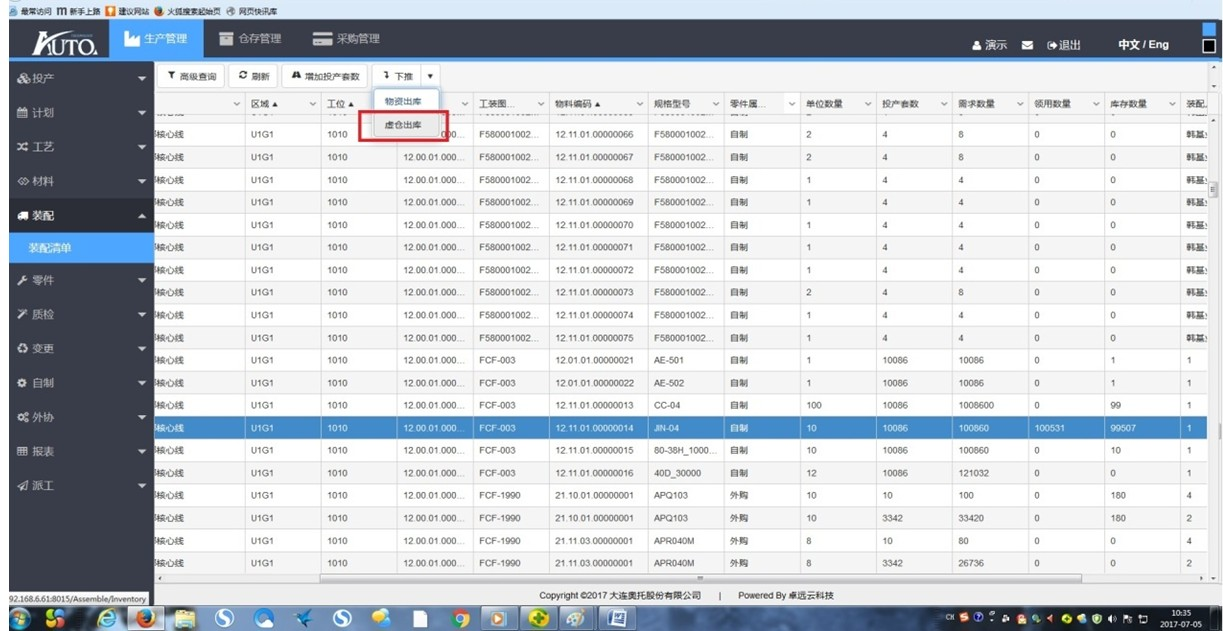 最常访问 新手上路 建议网站 火狐搜索起始页 网页快讯库
AUTO. 生产管理 仓存管理 采购管理 演示 退出 中文 / Eng
投产
计划
工艺
材料
装配
装配清单
零件
质检
变更
自制
外协
报表
派工
高级查询 刷新 增加投产套数 下推
物资出库
虚仓出库
区域 工位 工装图... 物料编码 规格型号 零件属... 单位数量 投产套数 需求数量 领用数量 库存数量 装配
核心线 U1G1 1010 000... F580001002... 12.11.01.00000066 F580001002... 自制 2 4 8 0 0 韩基
核心线 U1G1 1010 12.00.01.000... F580001002... 12.11.01.00000067 F580001002... 自制 2 4 8 0 0 韩基
核心线 U1G1 1010 12.00.01.000... F580001002... 12.11.01.00000068 F580001002... 自制 1 4 4 0 0 韩基
核心线 U1G1 1010 12.00.01.000... F580001002... 12.11.01.00000069 F580001002... 自制 1 4 4 0 0 韩基
核心线 U1G1 1010 12.00.01.000... F580001002... 12.11.01.00000070 F580001002... 自制 1 4 4 0 0 韩基
核心线 U1G1 1010 12.00.01.000... F580001002... 12.11.01.00000071 F580001002... 自制 1 4 4 0 0 韩基
核心线 U1G1 1010 12.00.01.000... F580001002... 12.11.01.00000072 F580001002... 自制 1 4 4 0 0 韩基
核心线 U1G1 1010 12.00.01.000... F580001002... 12.11.01.00000073 F580001002... 自制 2 4 8 0 0 韩基
核心线 U1G1 1010 12.00.01.000... F580001002... 12.11.01.00000074 F580001002... 自制 1 4 4 0 0 韩基
核心线 U1G1 1010 12.00.01.000... F580001002... 12.11.01.00000075 F580001002... 自制 1 4 4 0 0 韩基
核心线 U1G1 1010 12.00.01.000... FCF-003 12.01.01.00000021 AE-501 自制 1 10086 10086 0 1 1
核心线 U1G1 1010 12.00.01.000... FCF-003 12.01.01.00000022 AE-502 自制 1 10086 10086 0 1 1
核心线 U1G1 1010 12.00.01.000... FCF-003 12.11.01.00000013 CC-04 自制 100 10086 1008600 0 99 1
核心线 U1G1 1010 12.00.01.000... FCF-003 12.11.01.00000014 JIN-04 自制 10 10086 100860 100531 99507 1
核心线 U1G1 1010 12.00.01.000... FCF-003 12.11.01.00000015 80-38H_1000... 自制 10 10086 100860 0 10 1
核心线 U1G1 1010 12.00.01.000... FCF-003 12.11.01.00000016 40D_30000 自制 12 10086 121032 0 0 1
核心线 U1G1 1010 12.00.01.000... FCF-1990 21.10.01.00000001 APQ103 外购 10 10 100 0 180 4
核心线 U1G1 1010 12.00.01.000... FCF-1990 21.10.01.00000001 APQ103 外购 10 3342 33420 0 180 2
核心线 U1G1 1010 12.00.01.000... FCF-1990 21.11.03.00000001 APR040M 外购 8 10 80 0 0 4
核心线 U1G1 1010 12.00.01.000... FCF-1990 21.11.03.00000001 APR040M 外购 8 3342 26736 0 0 2
Copyright ©2017 大连奥托股份有限公司 | Powered By 卓远云科技
92.168.6.61:8015/Assemble/Inventory
CH 10:35
2017-07-05